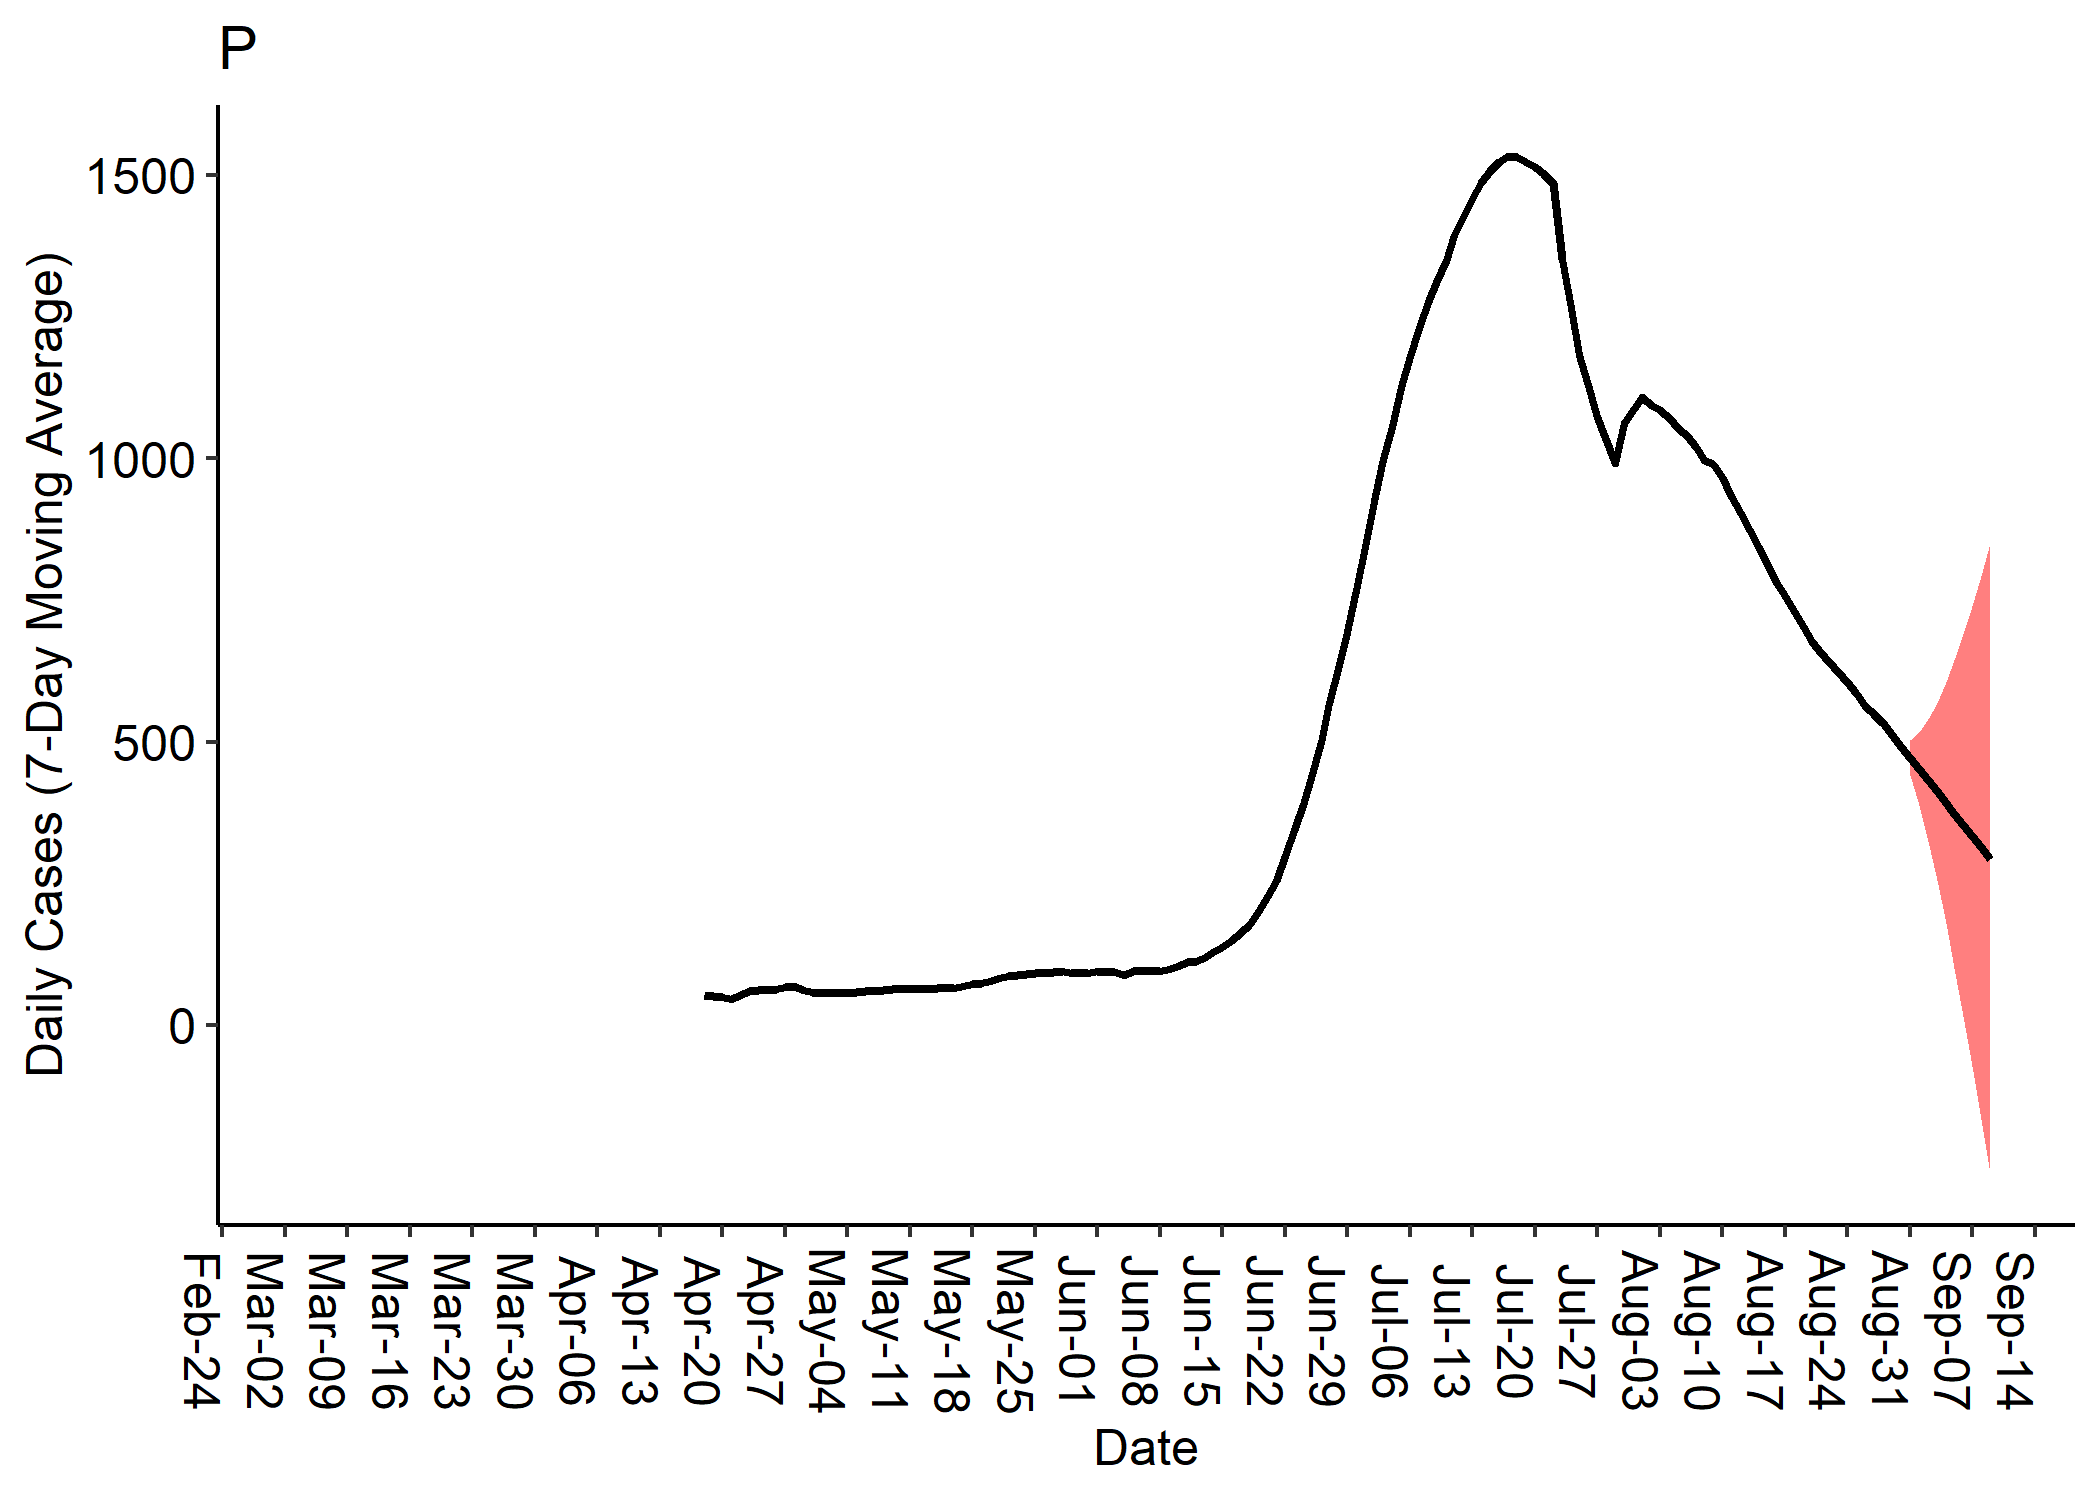 P
Daily Cases (7-Day Moving Average)
1500
1000
500
0
Feb-24
Mar-02
Mar-09
Mar-16
Mar-23
Mar-30
Apr-06
Apr-13
Apr-20
Apr-27
May-04
May-11
May-18
May-25
Jun-01
Jun-08
Jun-15
Jun-22
Jun-29
Jul-06
Jul-13
Jul-20
Jul-27
Aug-03
Aug-10
Aug-17
Aug-24
Aug-31
Sep-07
Sep-14
Date